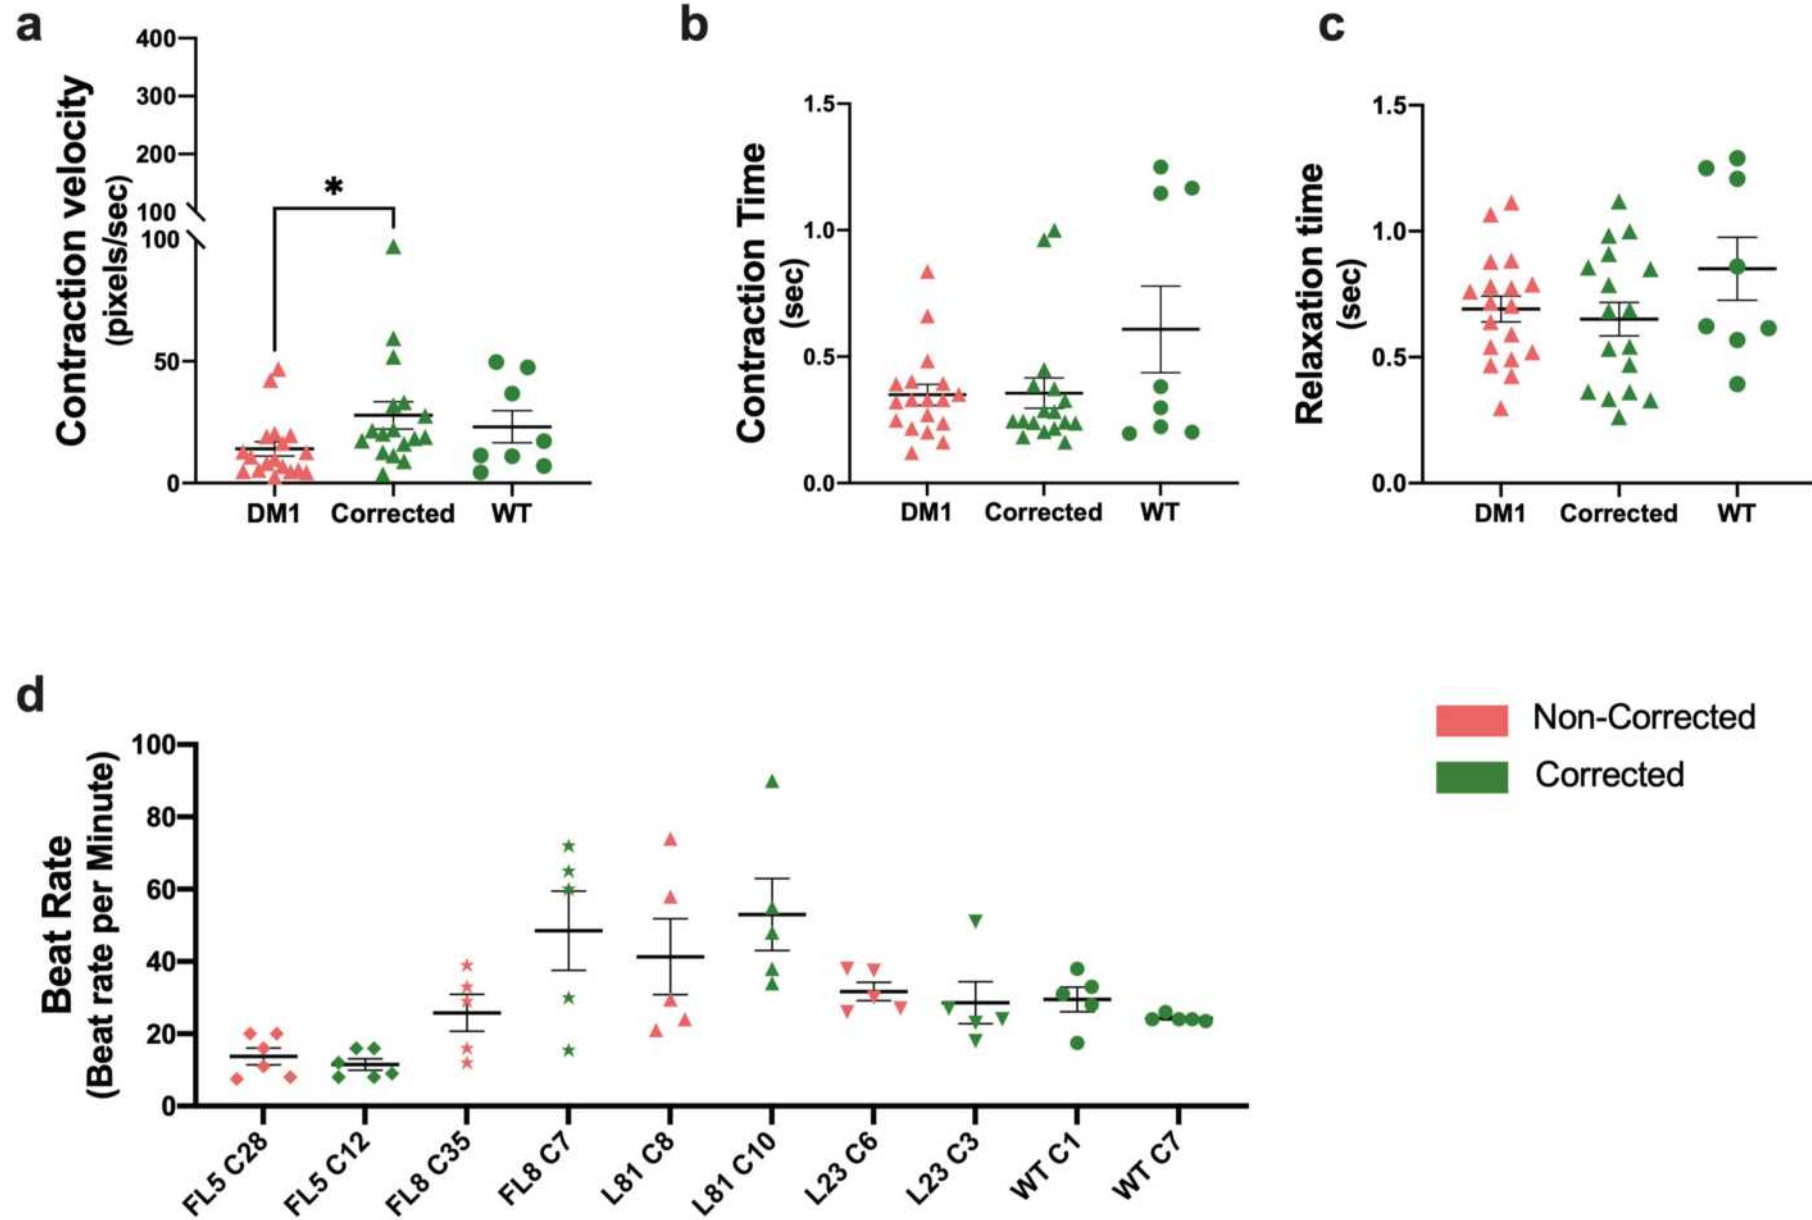 a
Contraction velocity
(pixels/sec)
400
300
200
100
100
50
0
*
DM1 Corrected WT
b
Contraction Time
(sec)
1.5
1.0
0.5
0.0
DM1 Corrected WT
c
Relaxation time
(sec)
1.5
1.0
0.5
0.0
DM1 Corrected WT
d
Beat Rate
(Beat rate per Minute)
100
80
60
40
20
0
FL5 C28
FL5 C12
FL8 C35
FL8 C7
L81 C8
L81 C10
L23 C6
L23 C3
WT C1
WT C7
Non-Corrected
Corrected